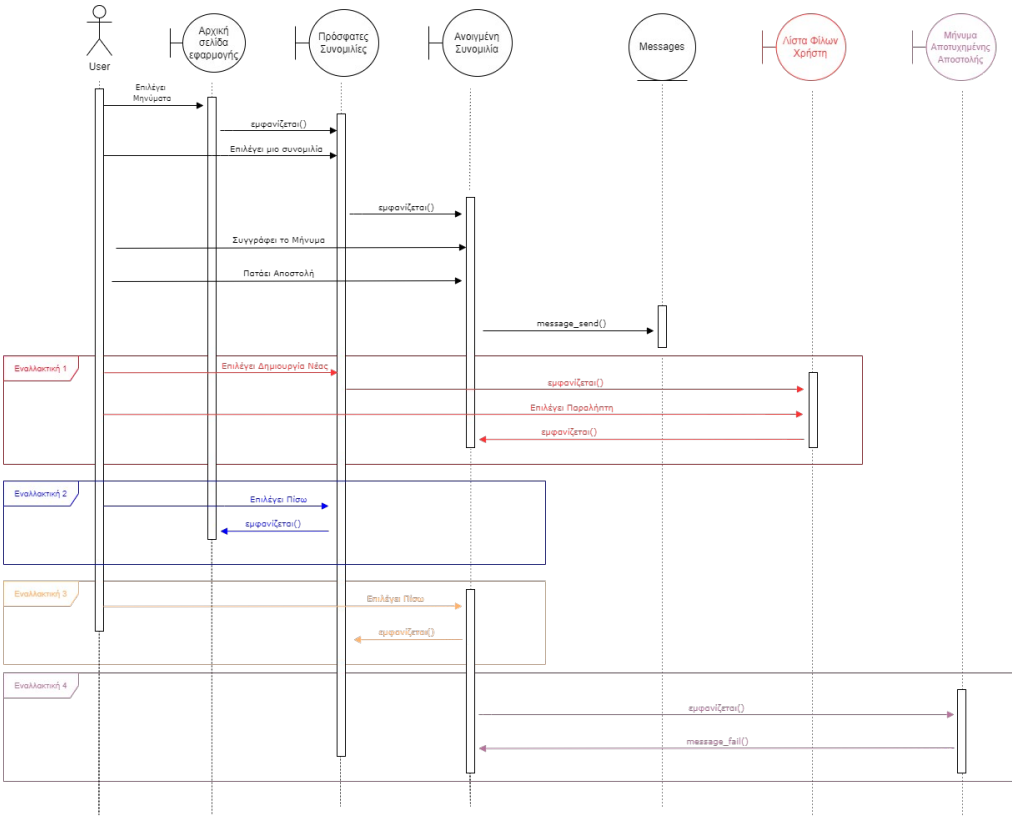 User
Αρχική
σελίδα
εφαρμογής
Πρόσφατες
Συνομιλίες
Ανοιγμένη
Συνομιλία
Messages
Λίστα Φίλων
Χρήστη
Μήνυμα
Αποτυχημένης
Αποστολής
Επιλέγει
Μηνύματα
εμφανίζεται()
Επιλέγει μιο συνομιλία
εμφανίζεται()
Συγγράφει το Μήνυμα
Πατάει Αποστολή
message_send()
Εναλλακτική 1
Επιλέγει Δημιουργία Νέας
εμφανίζεται()
Επιλέγει Παραλήπτη
εμφανίζεται()
Εναλλακτική 2
Επιλέγει Πίσω
εμφανίζεται()
Εναλλακτική 3
Επιλέγει Πίσω
εμφανίζεται()
Εναλλακτική 4
εμφανίζεται()
message_fail()